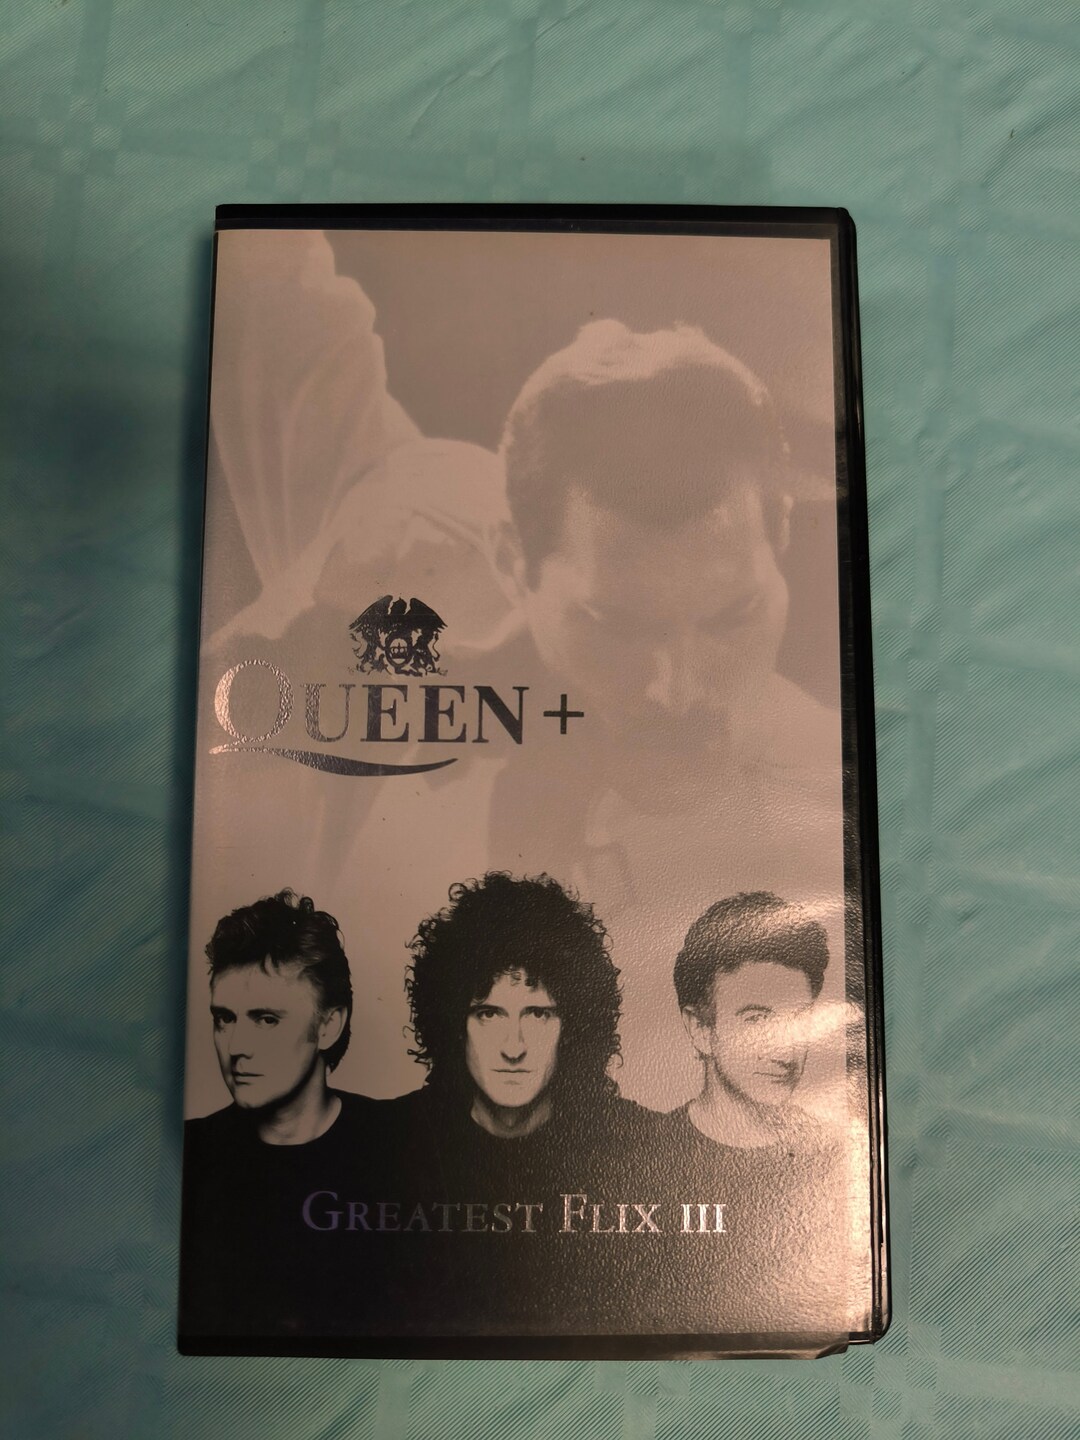 QUEEN +
GREATEST FLIX III